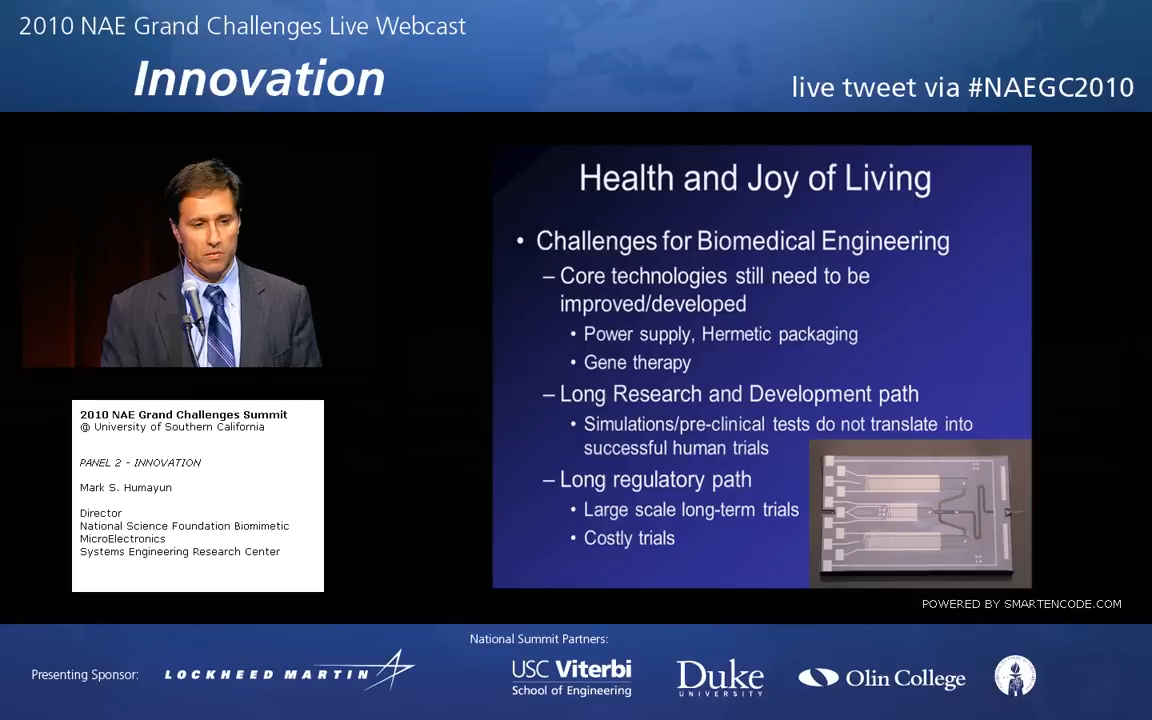 2010 NAE Grand Challenges Live Webcast
Innovation
live tweet via #NAEGC2010
Health and Joy of Living
• Challenges for Biomedical Engineering
– Core technologies still need to be
improved/developed
• Power supply, Hermetic packaging
• Gene therapy
– Long Research and Development path
• Simulations/pre-clinical tests do not translate into
successful human trials
– Long regulatory path
• Large scale long-term trials
• Costly trials
2010 NAE Grand Challenges Summit
@ University of Southern California
PANEL 2 - INNOVATION
Mark S. Humayun
Director
National Science Foundation Biomimetic
MicroElectronics
Systems Engineering Research Center
POWERED BY SMARTENCODE.COM
National Summit Partners:
Presenting Sponsor:
LOCKHEED MARTIN
USC Viterbi
School of Engineering
Duke
UNIVERSITY
Olin College